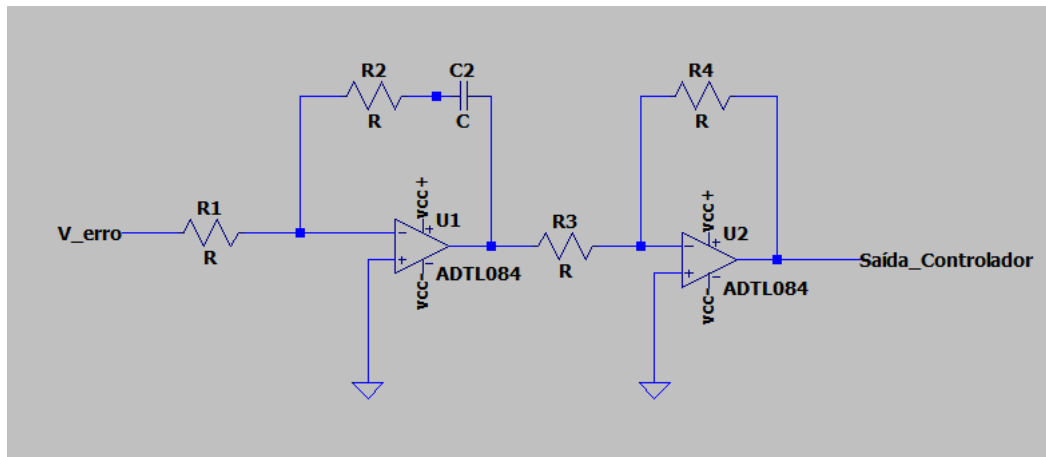 R2
C2
R
C
R4
R
V_erro
R1
R
vcc+
U1
ADTL084
vcc-
R3
R
vcc+
U2
ADTL084
vcc-
Saída_Controlador